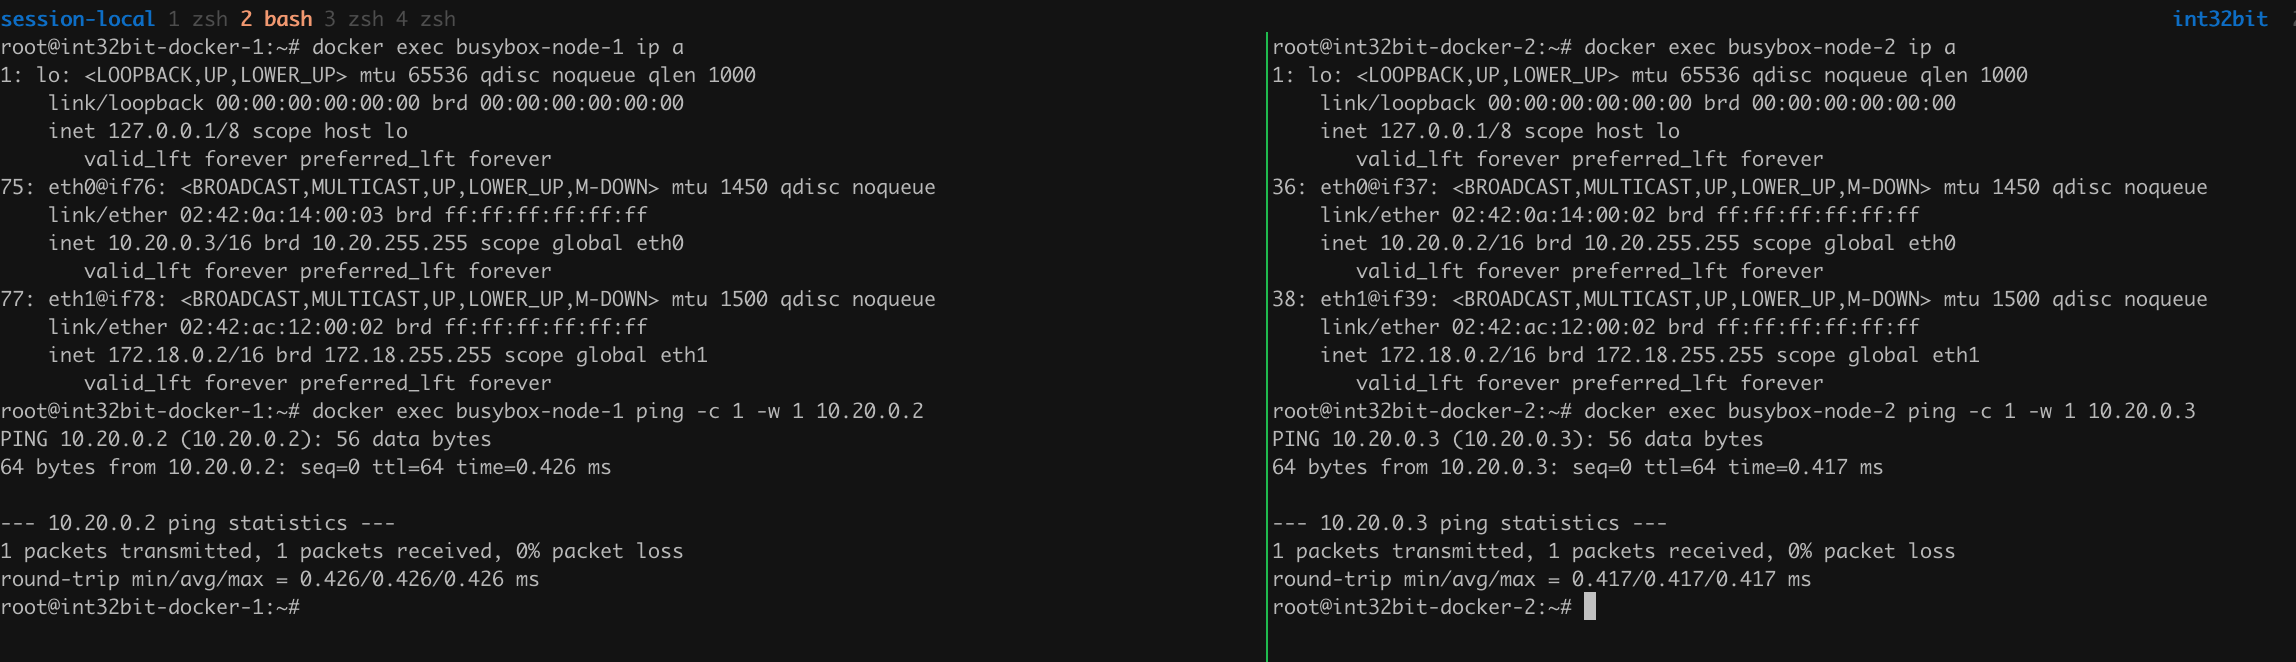 session-local 1 zsh 2 bash 3 zsh 4 zsh
int32bit
root@int32bit-docker-1:~# docker exec busybox-node-1 ip a
1: lo: <LOOPBACK,UP,LOWER_UP> mtu 65536 qdisc noqueue qlen 1000
    link/loopback 00:00:00:00:00:00 brd 00:00:00:00:00:00
    inet 127.0.0.1/8 scope host lo
       valid_lft forever preferred_lft forever
75: eth0@if76: <BROADCAST,MULTICAST,UP,LOWER_UP,M-DOWN> mtu 1450 qdisc noqueue
    link/ether 02:42:0a:14:00:03 brd ff:ff:ff:ff:ff:ff
    inet 10.20.0.3/16 brd 10.20.255.255 scope global eth0
       valid_lft forever preferred_lft forever
77: eth1@if78: <BROADCAST,MULTICAST,UP,LOWER_UP,M-DOWN> mtu 1500 qdisc noqueue
    link/ether 02:42:ac:12:00:02 brd ff:ff:ff:ff:ff:ff
    inet 172.18.0.2/16 brd 172.18.255.255 scope global eth1
       valid_lft forever preferred_lft forever
root@int32bit-docker-1:~# docker exec busybox-node-1 ping -c 1 -w 1 10.20.0.2
PING 10.20.0.2 (10.20.0.2): 56 data bytes
64 bytes from 10.20.0.2: seq=0 ttl=64 time=0.426 ms

--- 10.20.0.2 ping statistics ---
1 packets transmitted, 1 packets received, 0% packet loss
round-trip min/avg/max = 0.426/0.426/0.426 ms
root@int32bit-docker-1:~#
root@int32bit-docker-2:~# docker exec busybox-node-2 ip a
1: lo: <LOOPBACK,UP,LOWER_UP> mtu 65536 qdisc noqueue qlen 1000
    link/loopback 00:00:00:00:00:00 brd 00:00:00:00:00:00
    inet 127.0.0.1/8 scope host lo
       valid_lft forever preferred_lft forever
36: eth0@if37: <BROADCAST,MULTICAST,UP,LOWER_UP,M-DOWN> mtu 1450 qdisc noqueue
    link/ether 02:42:0a:14:00:02 brd ff:ff:ff:ff:ff:ff
    inet 10.20.0.2/16 brd 10.20.255.255 scope global eth0
       valid_lft forever preferred_lft forever
38: eth1@if39: <BROADCAST,MULTICAST,UP,LOWER_UP,M-DOWN> mtu 1500 qdisc noqueue
    link/ether 02:42:ac:12:00:02 brd ff:ff:ff:ff:ff:ff
    inet 172.18.0.2/16 brd 172.18.255.255 scope global eth1
       valid_lft forever preferred_lft forever
root@int32bit-docker-2:~# docker exec busybox-node-2 ping -c 1 -w 1 10.20.0.3
PING 10.20.0.3 (10.20.0.3): 56 data bytes
64 bytes from 10.20.0.3: seq=0 ttl=64 time=0.417 ms

--- 10.20.0.3 ping statistics ---
1 packets transmitted, 1 packets received, 0% packet loss
round-trip min/avg/max = 0.417/0.417/0.417 ms
root@int32bit-docker-2:~#